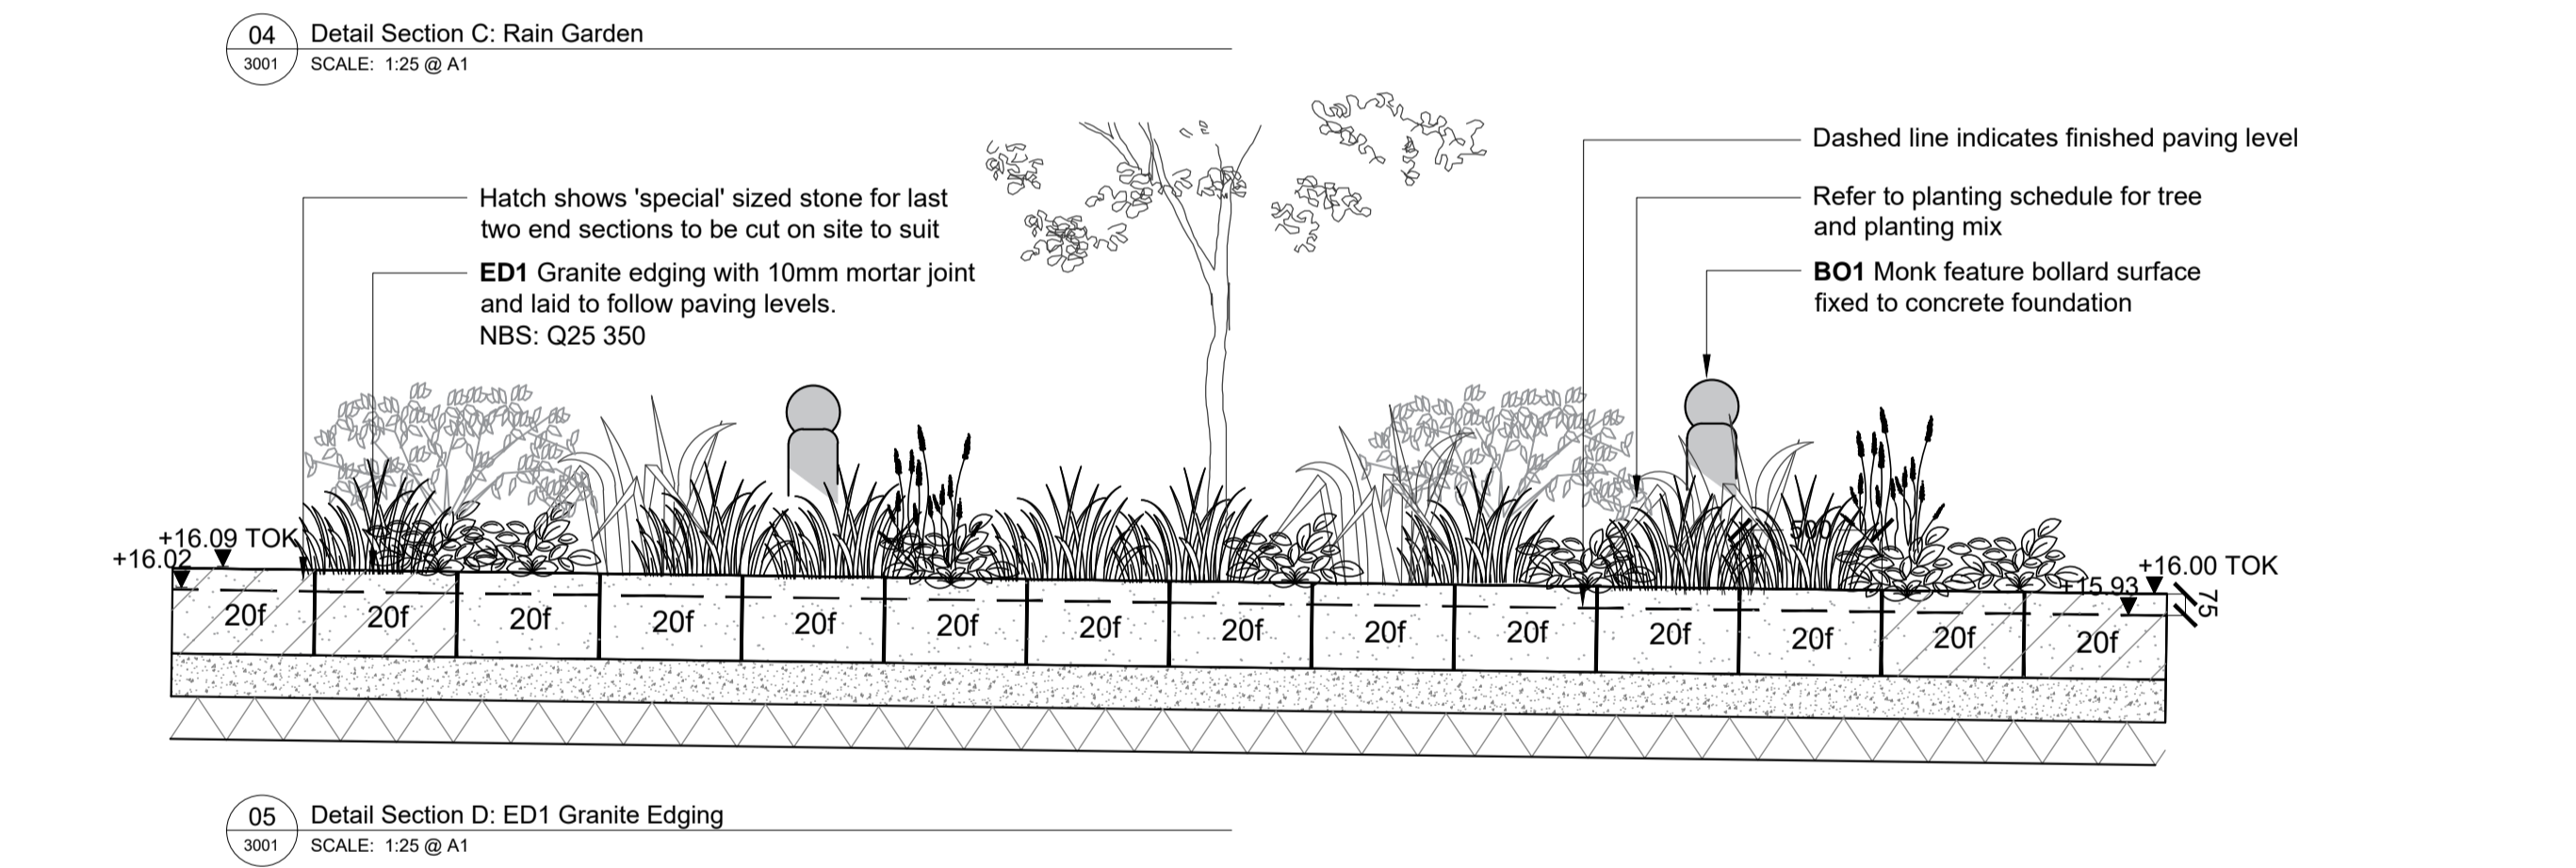 04
3001
Detail Section C: Rain Garden
SCALE: 1:25 @ A1
Hatch shows 'special' sized stone for last
two end sections to be cut on site to suit
ED1 Granite edging with 10mm mortar joint
and laid to follow paving levels.
NBS: Q25 350
Dashed line indicates finished paving level
Refer to planting schedule for tree
and planting mix
BO1 Monk feature bollard surface
fixed to concrete foundation
500
+16.09 TOK
+16.02
+16.00 TOK
+15.93
75
20f 20f 20f 20f 20f 20f 20f 20f 20f 20f 20f 20f 20f 20f
05
3001
Detail Section D: ED1 Granite Edging
SCALE: 1:25 @ A1